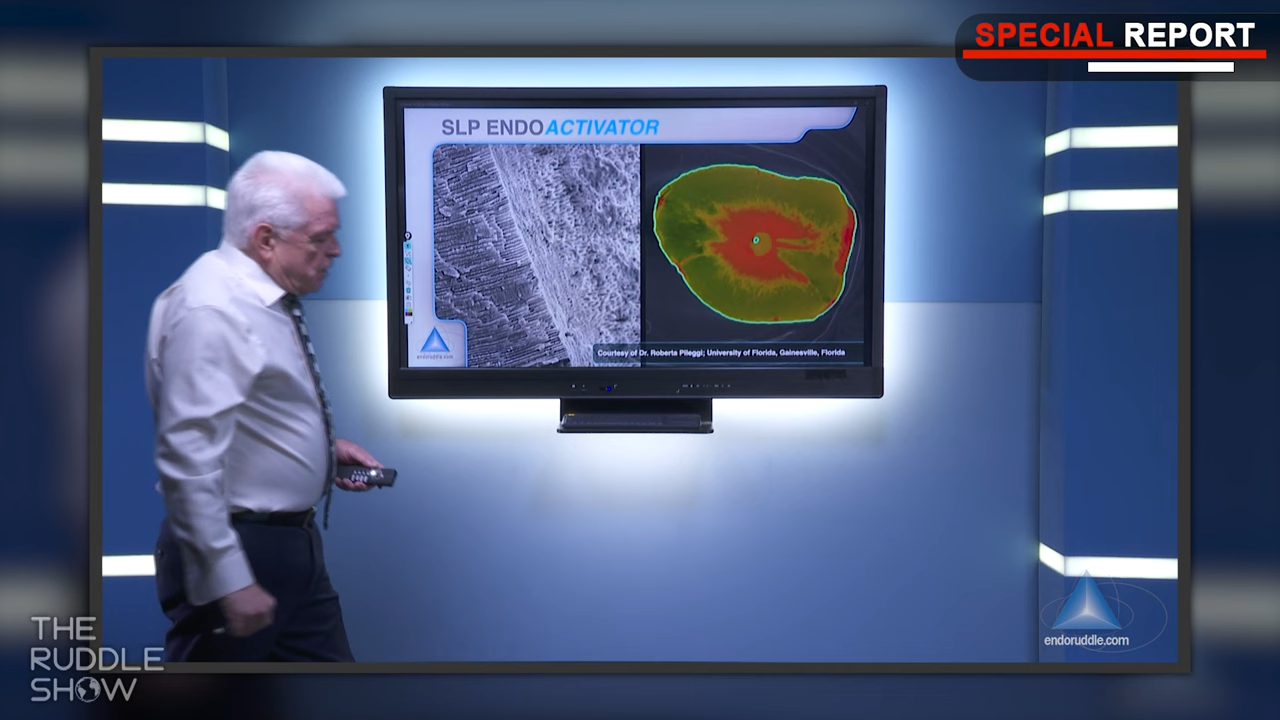 SPECIAL REPORT
SLP ENDOACTIVATOR
endoruddle.com
Courtesy of Dr. Roberta Pileggi; University of Florida, Gainesville, Florida
endoruddle.com
THE
RUDDLE
SHOW